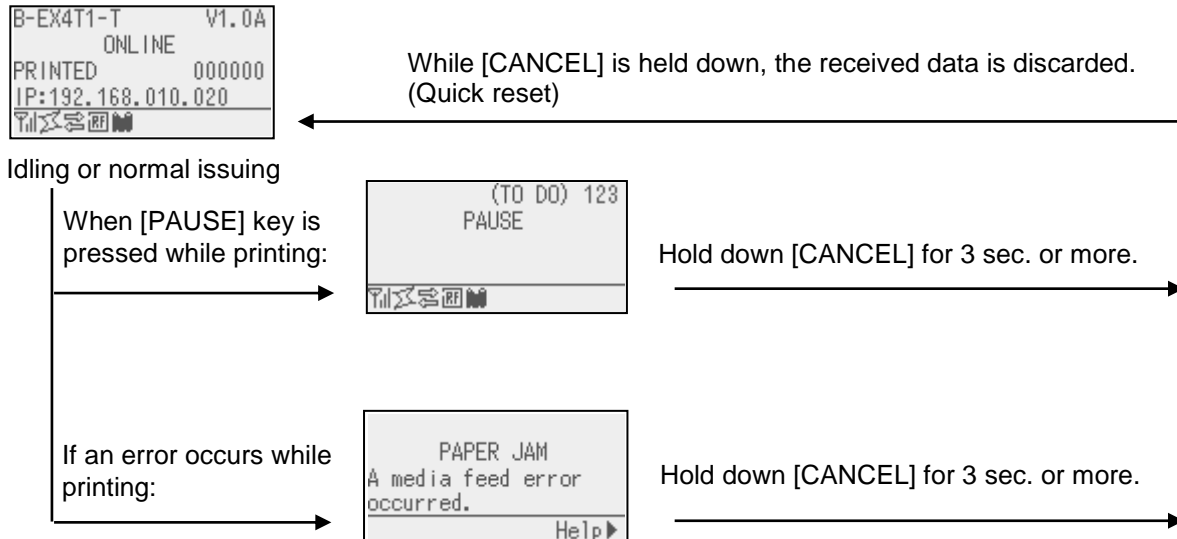 B-EX4T1-T V1.0A
ONLINE
PRINTED 000000
IP:192.168.010.020
RF
While [CANCEL] is held down, the received data is discarded.
(Quick reset)
Idling or normal issuing
When [PAUSE] key is
pressed while printing:
(TO DO) 123
PAUSE
RF
Hold down [CANCEL] for 3 sec. or more.
If an error occurs while
printing:
PAPER JAM
A media feed error
occurred.
Help
Hold down [CANCEL] for 3 sec. or more.